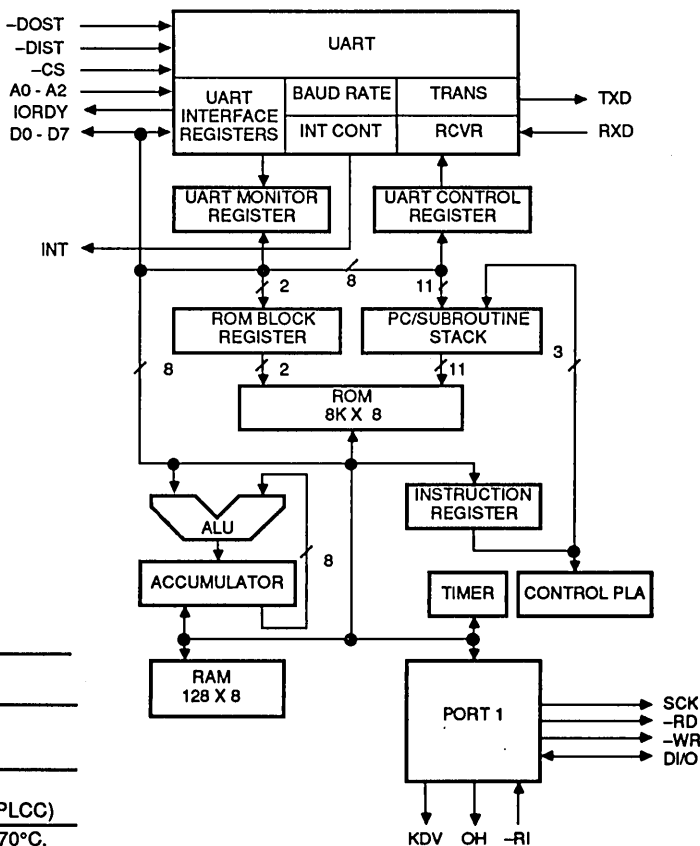 –DOST
–DIST
–CS
A0 - A2
IORDY
D0 - D7
UART
UART
INTERFACE
REGISTERS
BAUD RATE
TRANS
INT CONT
RCVR
TXD
RXD
UART MONITOR
REGISTER
UART CONTROL
REGISTER
INT
2
8
11
ROM BLOCK
REGISTER
PC/SUBROUTINE
STACK
3
8
2
11
ROM
8K X 8
ALU
INSTRUCTION
REGISTER
8
ACCUMULATOR
TIMER
CONTROL PLA
RAM
128 X 8
PORT 1
SCK
–RD
–WR
DI/O
PLCC)
70°C.
KDV
OH
–RI